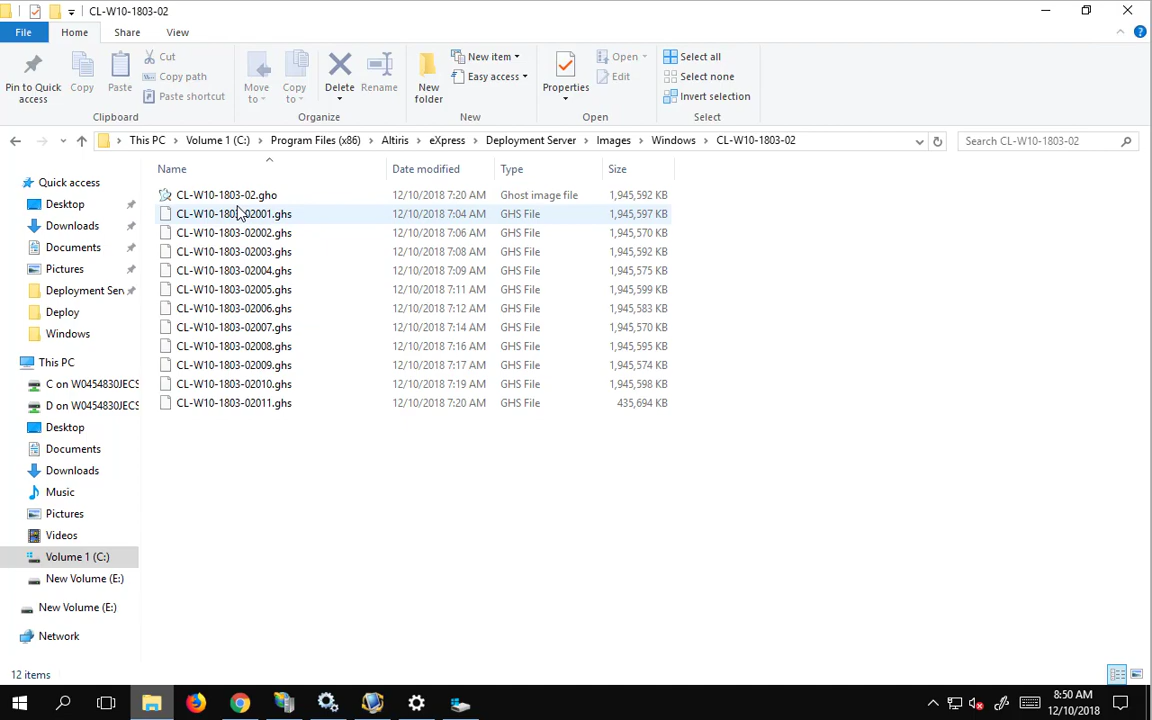 CL-W10-1803-02
File Home Share View
Pin to Quick access
Copy
Paste
Cut
Copy path
Paste shortcut
Clipboard
Move to
Copy to
Delete
Rename
Organize
New folder
New item
Easy access
New
Properties
Open
Edit
Open
Select all
Select none
Invert selection
Select
This PC > Volume 1 (C:) > Program Files (x86) > Altiris > eXpress > Deployment Server > Images > Windows > CL-W10-1803-02
Search CL-W10-1803-02
Quick access
Desktop
Downloads
Documents
Pictures
Deployment Serv
Deploy
Windows
This PC
C on W0454830JECS
D on W0454830JECS
Desktop
Documents
Downloads
Music
Pictures
Videos
Volume 1 (C:)
New Volume (E:)
New Volume (E:)
Network
Name Date modified Type Size
CL-W10-1803-02.gho 12/10/2018 7:20 AM Ghost image file 1,945,592 KB
CL-W10-1803-02001.ghs 12/10/2018 7:04 AM GHS File 1,945,597 KB
CL-W10-1803-02002.ghs 12/10/2018 7:06 AM GHS File 1,945,570 KB
CL-W10-1803-02003.ghs 12/10/2018 7:08 AM GHS File 1,945,592 KB
CL-W10-1803-02004.ghs 12/10/2018 7:09 AM GHS File 1,945,575 KB
CL-W10-1803-02005.ghs 12/10/2018 7:11 AM GHS File 1,945,599 KB
CL-W10-1803-02006.ghs 12/10/2018 7:12 AM GHS File 1,945,583 KB
CL-W10-1803-02007.ghs 12/10/2018 7:14 AM GHS File 1,945,570 KB
CL-W10-1803-02008.ghs 12/10/2018 7:16 AM GHS File 1,945,595 KB
CL-W10-1803-02009.ghs 12/10/2018 7:17 AM GHS File 1,945,574 KB
CL-W10-1803-02010.ghs 12/10/2018 7:19 AM GHS File 1,945,598 KB
CL-W10-1803-02011.ghs 12/10/2018 7:20 AM GHS File 435,694 KB
12 items
8:50 AM
12/10/2018